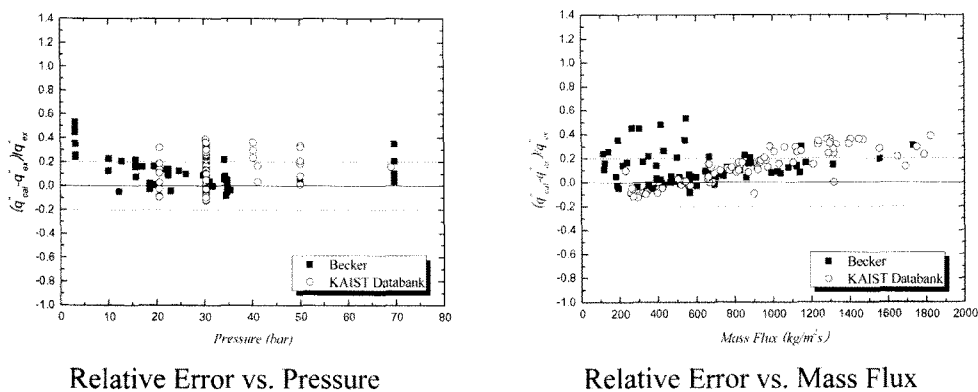 1.4
1.2
1.0
0.8
0.6
0.4
0.2
0.0
-0.2
-0.4
-0.6
-0.8
-1.0
(q"cal-q"ex)/q"ex
0 10 20 30 40 50 60 70 80
Pressure (bar)
Becker
KAIST Databank
Relative Error vs. Pressure
1.4
1.2
1.0
0.8
0.6
0.4
0.2
0.0
-0.2
-0.4
-0.6
-0.8
-1.0
0 200 400 600 800 1000 1200 1400 1600 1800 2000
Mass Flux (kg/m²s)
Becker
KAIST Databank
Relative Error vs. Mass Flux